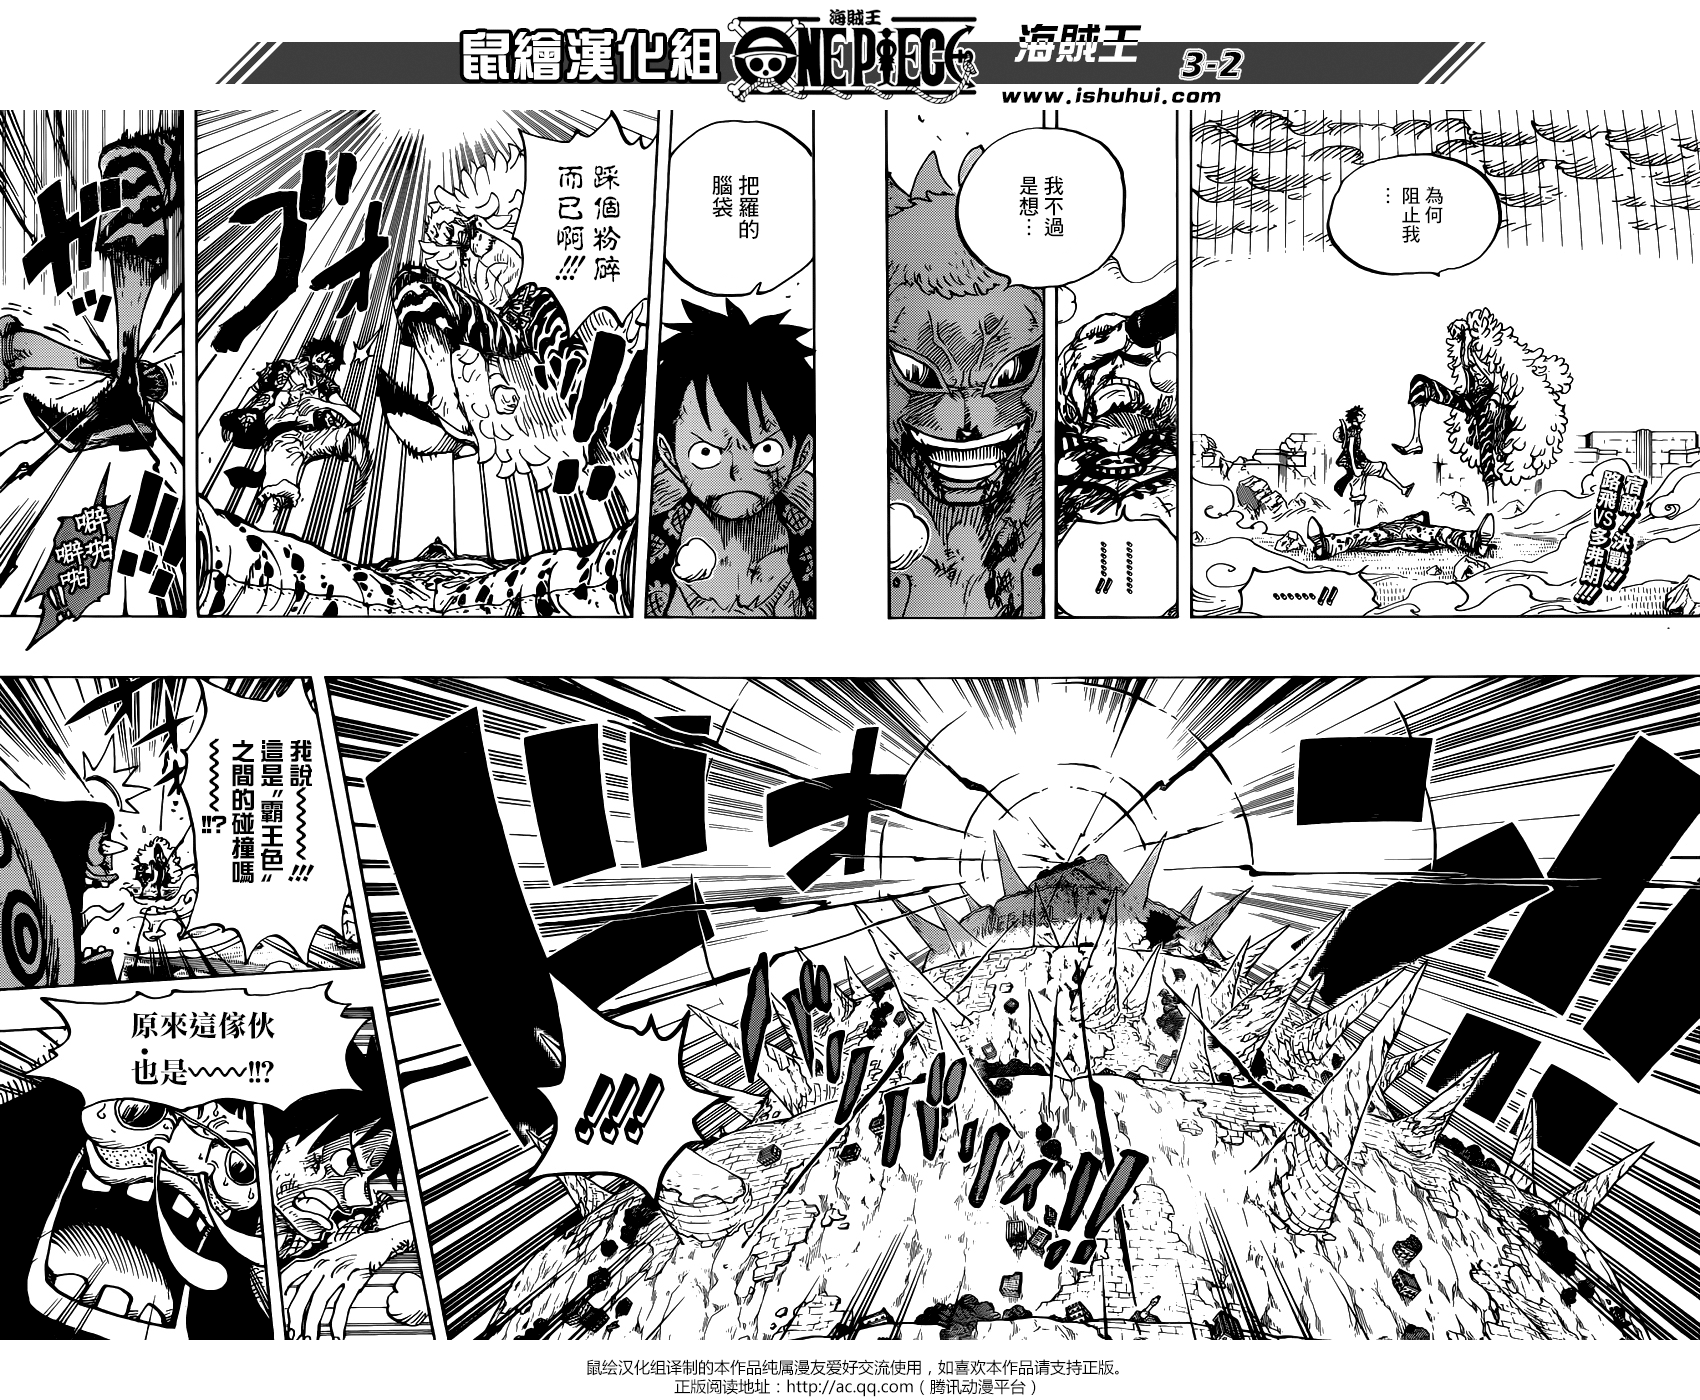 鼠繪漢化組
海賊王
ONE PIECE
海賊王
3-2
www.ishuhui.com
為何
阻止我
…
宿敵！決戰!!
路飛VS多弗朗!!!
……!!
我不過
是想…
………
………!!
把羅的
腦袋
踩個粉碎
而已啊!!!
ゴォ
!!
噼啪
噼啪
!!
ドォン!!
!!!!
我說～～～!!!
這是“霸王色”
之間的碰撞嗎
～～～!!?
原來這傢伙
也是～～～!!?
鼠绘汉化组译制的本作品纯属漫友爱好交流使用，如喜欢本作品请支持正版。
正版阅读地址：http://ac.qq.com（腾讯动漫平台）